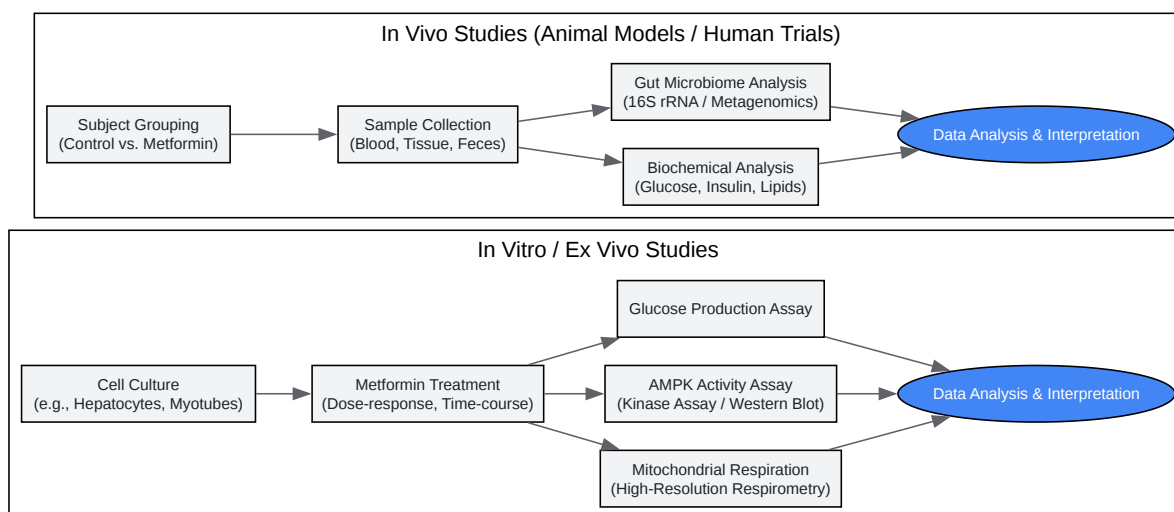 In Vivo Studies (Animal Models / Human Trials)
Subject Grouping
(Control vs. Metformin)
Sample Collection
(Blood, Tissue, Feces)
Gut Microbiome Analysis
(16S rRNA / Metagenomics)
Biochemical Analysis
(Glucose, Insulin, Lipids)
Data Analysis & Interpretation
In Vitro / Ex Vivo Studies
Cell Culture
(e.g., Hepatocytes, Myotubes)
Metformin Treatment
(Dose-response, Time-course)
Glucose Production Assay
AMPK Activity Assay
(Kinase Assay / Western Blot)
Mitochondrial Respiration
(High-Resolution Respirometry)
Data Analysis & Interpretation